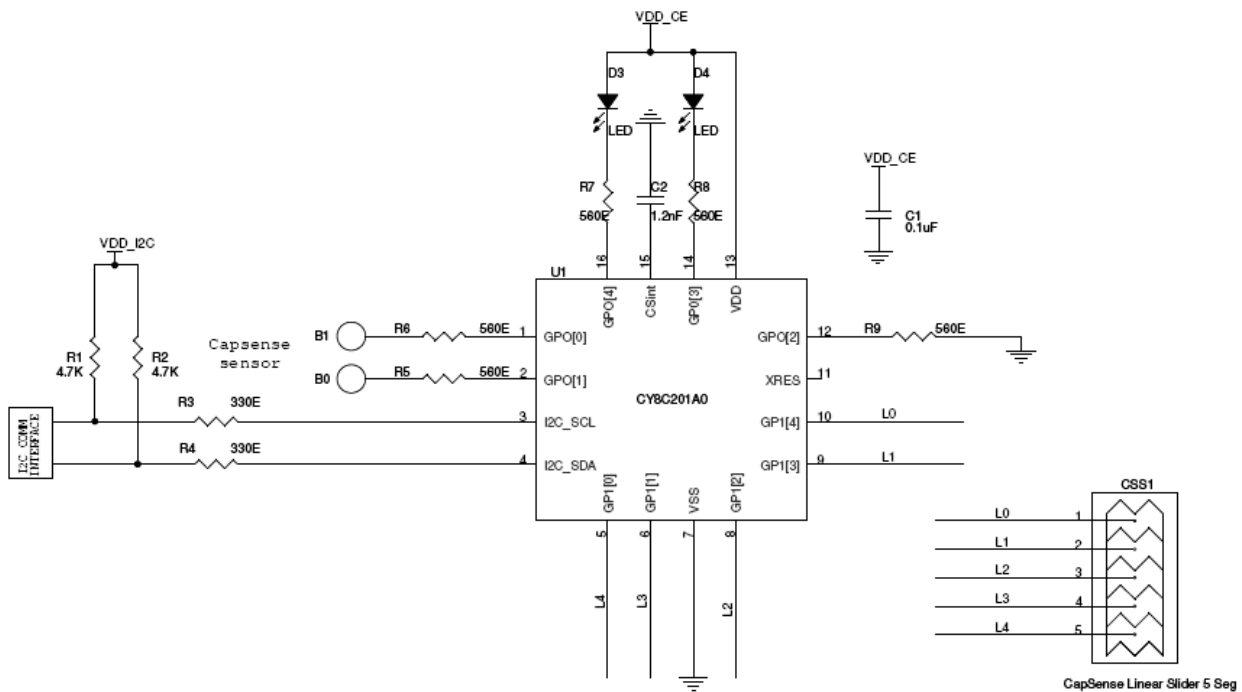 VDD_CE
D3
D4
LED
LED
R7
C2
R8
560E
1.2nF
560E
VDD_CE
C1
0.1uF
VDD_I2C
R1
4.7K
R2
4.7K
16
15
14
13
U1
GPO[4]
CSint
GP0[3]
VDD
Capsense
sensor
B1
R6
560E
1
GPO[0]
B0
R5
560E
2
GPO[1]
R3
330E
3
I2C_SCL
R4
330E
4
I2C_SDA
I2C COMM
INTERFACE
CY8C201A0
GPO[2]
12
R9
560E
XRES
11
GP1[4]
10
L0
GP1[3]
9
L1
GP1[0]
GP1[1]
VSS
GP1[2]
5
6
7
8
L4
L3
L2
CSS1
L0
1
L1
2
L2
3
L3
4
L4
5
CapSense Linear Slider 5 Seg